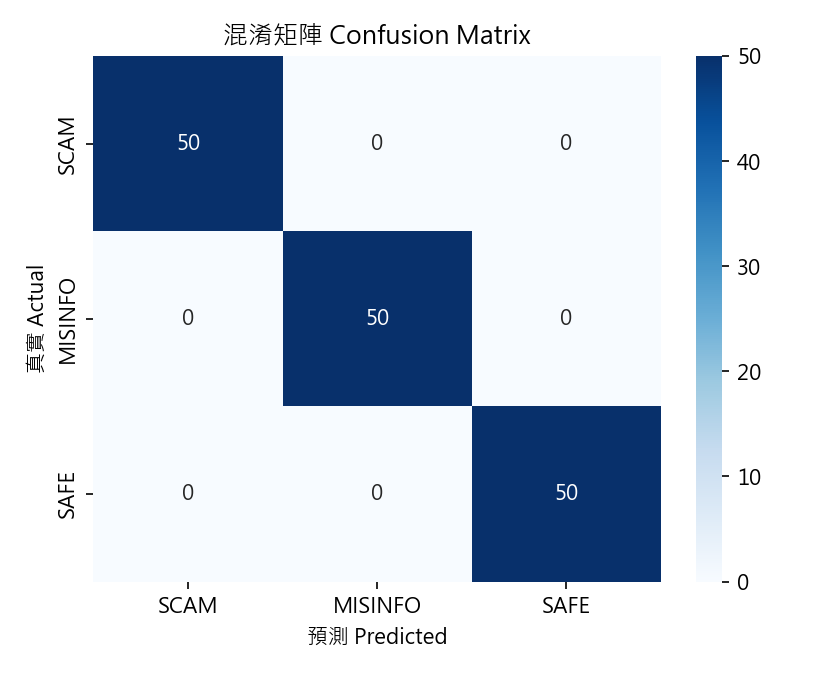 混淆矩陣 Confusion Matrix
真實 Actual
SCAM
50
0
0
MISINFO
0
50
0
SAFE
0
0
50
SCAM
MISINFO
SAFE
預測 Predicted
50
40
30
20
10
0